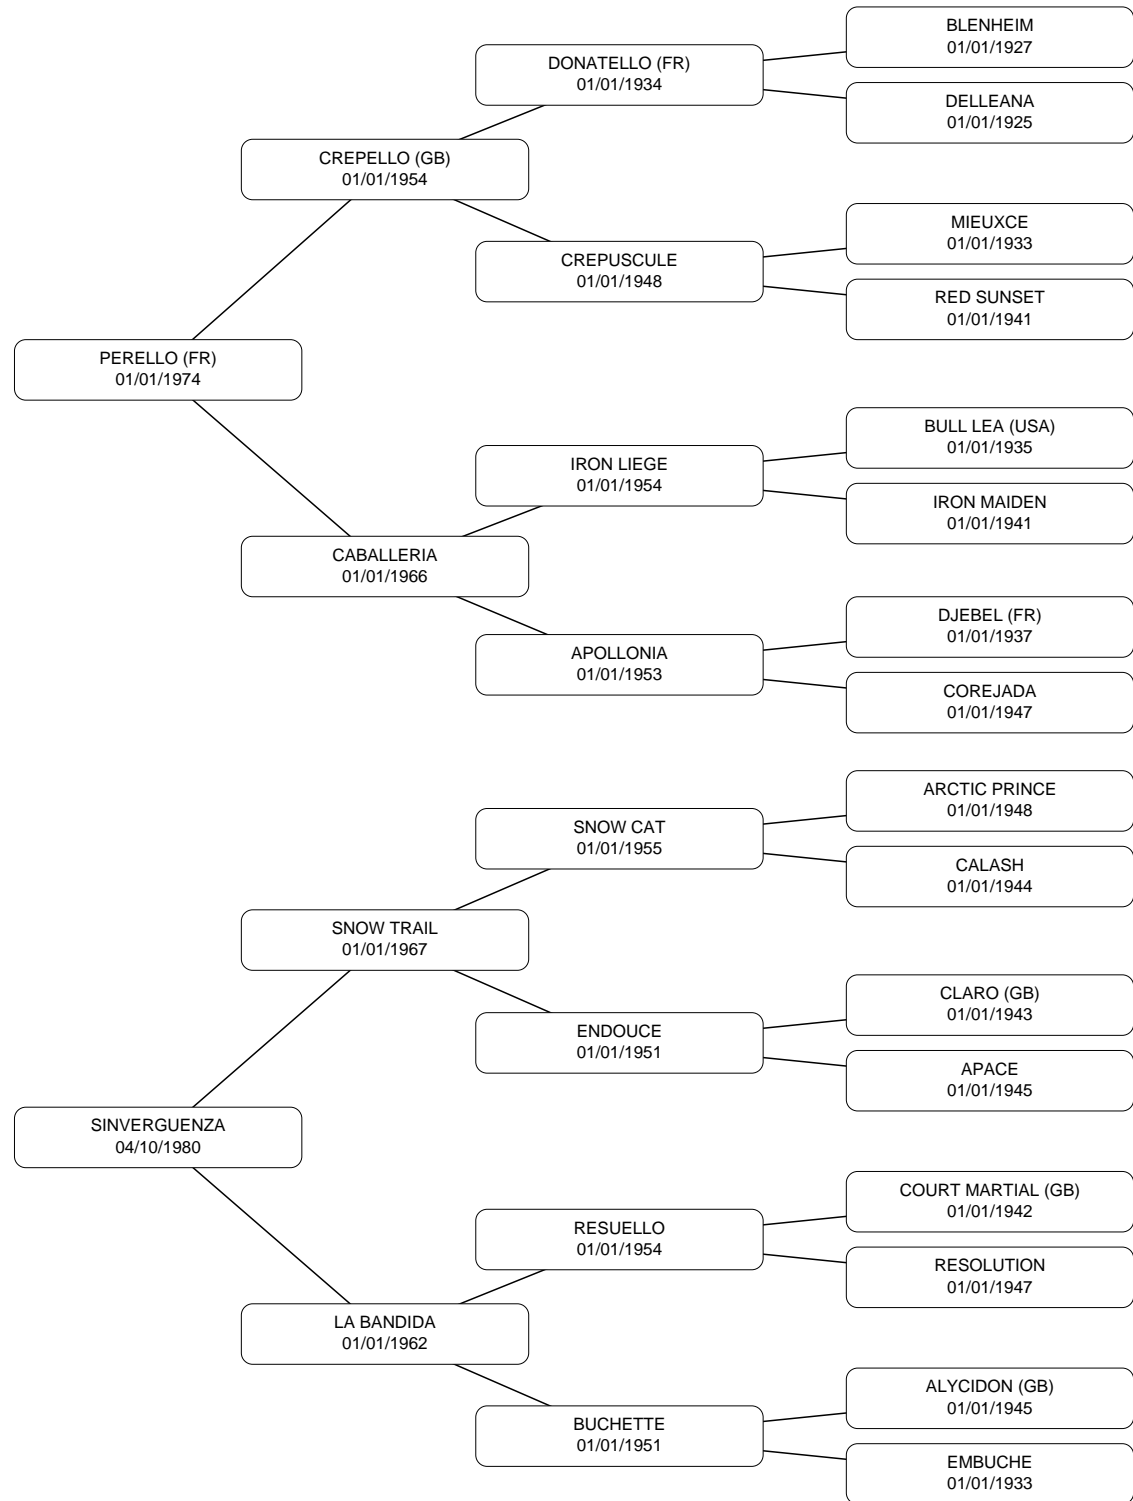 BLENHEIM
01/01/1927
DONATELLO (FR)
01/01/1934
DELLEANA
01/01/1925
CREPELLO (GB)
01/01/1954
MIEUXCE
01/01/1933
CREPUSCULE
01/01/1948
RED SUNSET
01/01/1941
PERELLO (FR)
01/01/1974
BULL LEA (USA)
01/01/1935
IRON LIEGE
01/01/1954
IRON MAIDEN
01/01/1941
CABALLERIA
01/01/1966
DJEBEL (FR)
01/01/1937
APOLLONIA
01/01/1953
COREJADA
01/01/1947
ARCTIC PRINCE
01/01/1948
SNOW CAT
01/01/1955
CALASH
01/01/1944
SNOW TRAIL
01/01/1967
CLARO (GB)
01/01/1943
ENDOUCE
01/01/1951
APACE
01/01/1945
SINVERGUENZA
04/10/1980
COURT MARTIAL (GB)
01/01/1942
RESUELLO
01/01/1954
RESOLUTION
01/01/1947
LA BANDIDA
01/01/1962
ALYCIDON (GB)
01/01/1945
BUCHETTE
01/01/1951
EMBUCHE
01/01/1933